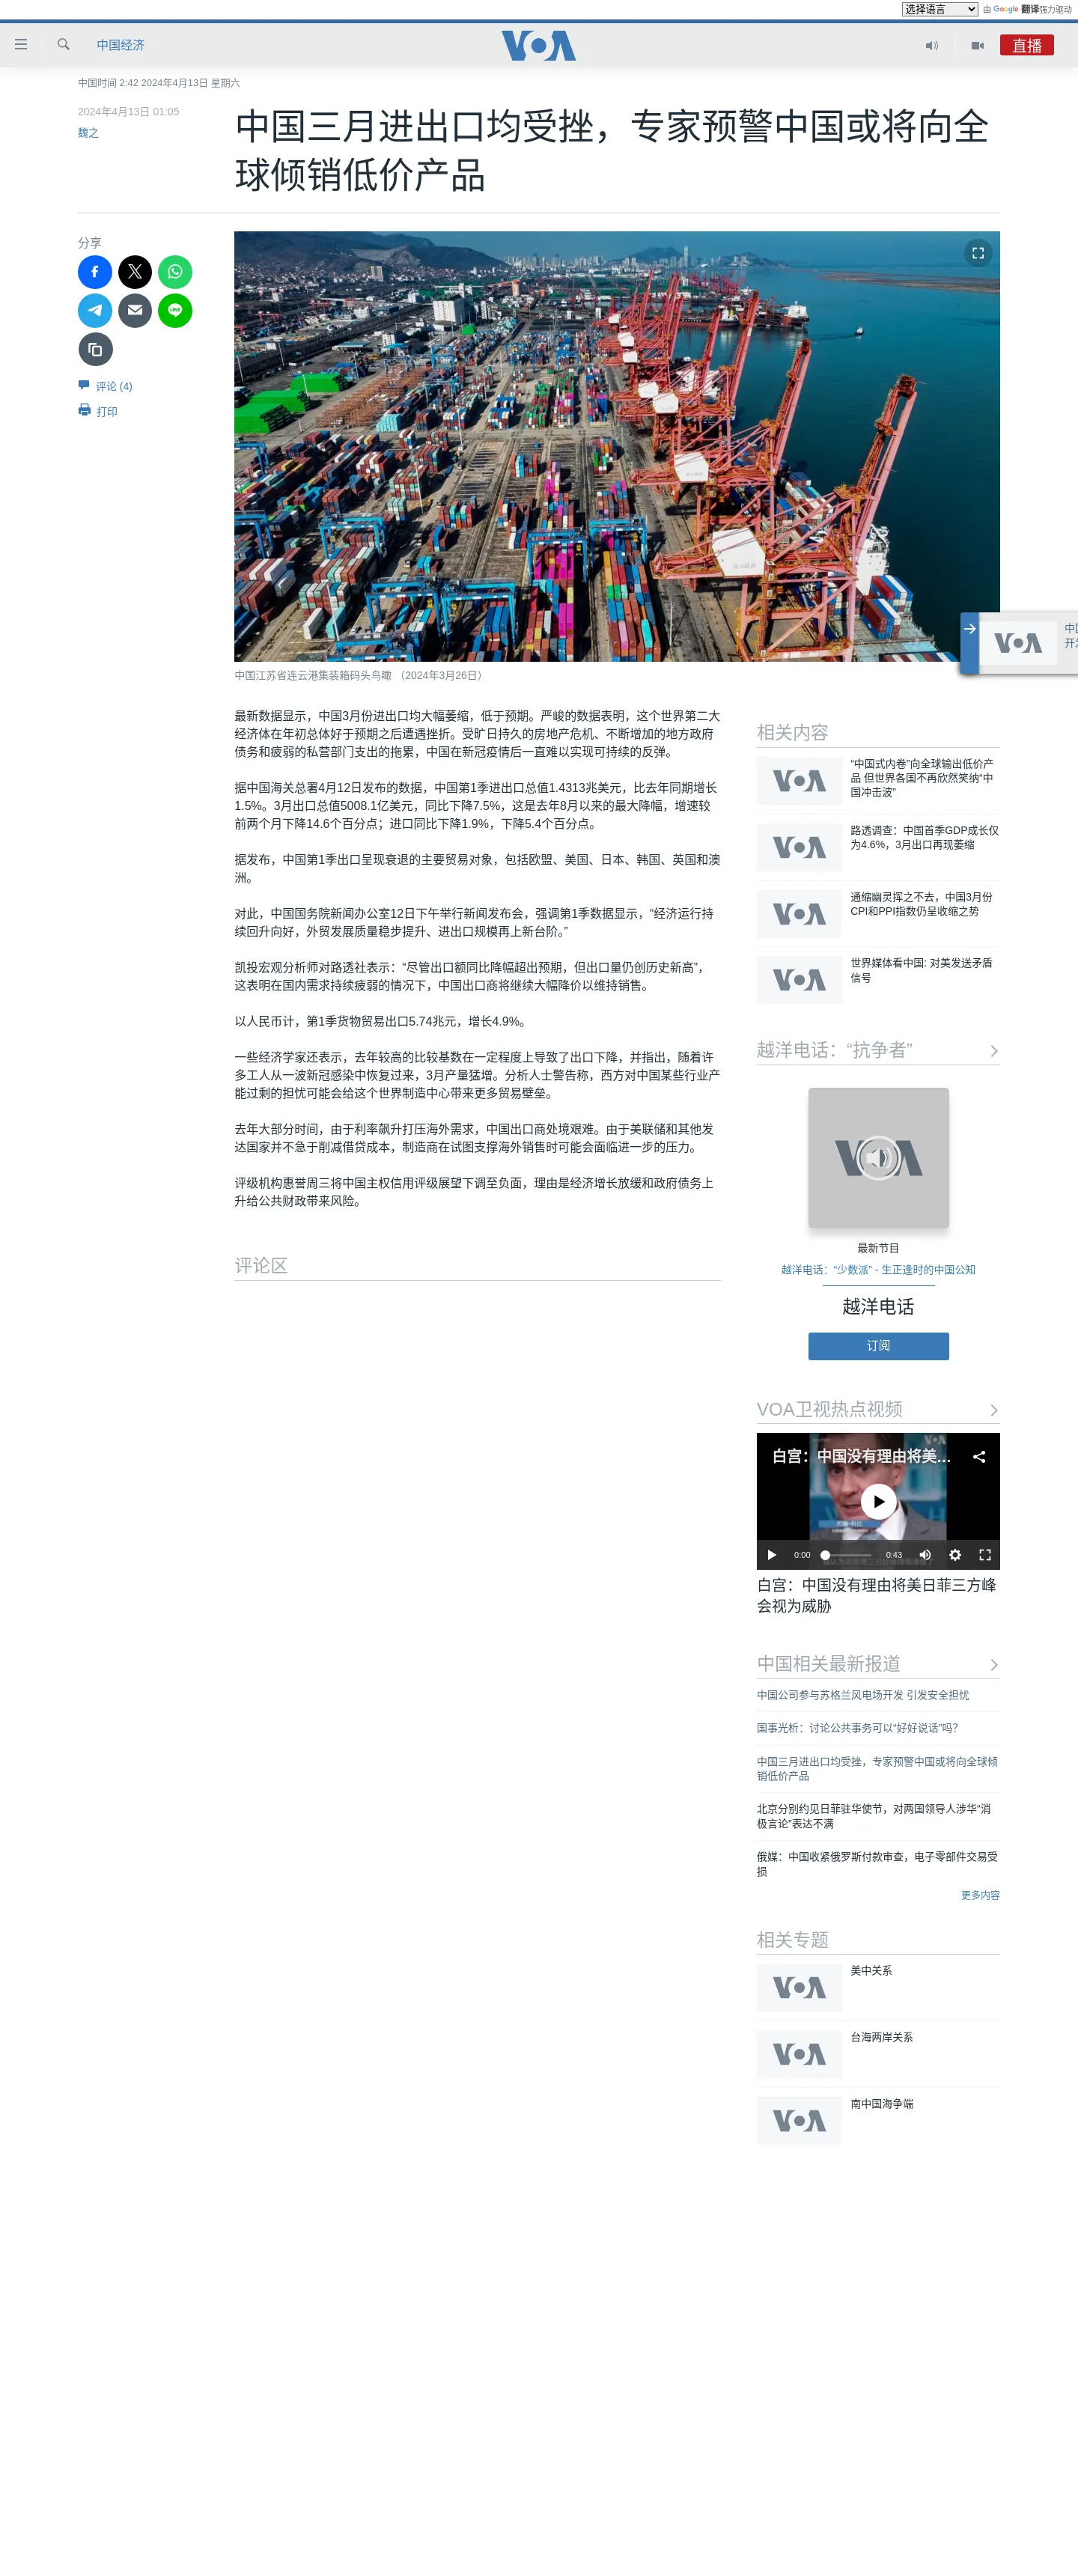 选择语言
由 Google 翻译强力驱动
中国经济
VOA
直播
中国时间 2:42 2024年4月13日 星期六
2024年4月13日 01:05
魏之
中国三月进出口均受挫，专家预警中国或将向全
球倾销低价产品
分享
LINE
评论 (4)
打印
中国江苏省连云港集装箱码头鸟瞰 （2024年3月26日）
VOA
最新数据显示，中国3月份进出口均大幅萎缩，低于预期。严峻的数据表明，这个世界第二大
经济体在年初总体好于预期之后遭遇挫折。受旷日持久的房地产危机、不断增加的地方政府
债务和疲弱的私营部门支出的拖累，中国在新冠疫情后一直难以实现可持续的反弹。
据中国海关总署4月12日发布的数据，中国第1季进出口总值1.4313兆美元，比去年同期增长
1.5%。3月出口总值5008.1亿美元，同比下降7.5%，这是去年8月以来的最大降幅，增速较
前两个月下降14.6个百分点；进口同比下降1.9%，下降5.4个百分点。
据发布，中国第1季出口呈现衰退的主要贸易对象，包括欧盟、美国、日本、韩国、英国和澳
洲。
对此，中国国务院新闻办公室12日下午举行新闻发布会，强调第1季数据显示，“经济运行持
续回升向好，外贸发展质量稳步提升、进出口规模再上新台阶。”
凯投宏观分析师对路透社表示：“尽管出口额同比降幅超出预期，但出口量仍创历史新高”，
这表明在国内需求持续疲弱的情况下，中国出口商将继续大幅降价以维持销售。
以人民币计，第1季货物贸易出口5.74兆元，增长4.9%。
一些经济学家还表示，去年较高的比较基数在一定程度上导致了出口下降，并指出，随着许
多工人从一波新冠感染中恢复过来，3月产量猛增。分析人士警告称，西方对中国某些行业产
能过剩的担忧可能会给这个世界制造中心带来更多贸易壁垒。
去年大部分时间，由于利率飙升打压海外需求，中国出口商处境艰难。由于美联储和其他发
达国家并不急于削减借贷成本，制造商在试图支撑海外销售时可能会面临进一步的压力。
评级机构惠誉周三将中国主权信用评级展望下调至负面，理由是经济增长放缓和政府债务上
升给公共财政带来风险。
评论区
相关内容
VOA
“中国式内卷”向全球输出低价产
品 但世界各国不再欣然笑纳“中
国冲击波”
VOA
路透调查：中国首季GDP成长仅
为4.6%，3月出口再现萎缩
VOA
通缩幽灵挥之不去，中国3月份
CPI和PPI指数仍呈收缩之势
VOA
世界媒体看中国: 对美发送矛盾
信号
越洋电话：“抗争者”
VOA
最新节目
越洋电话：“少数派” - 生正逢时的中国公知
越洋电话
订阅
VOA卫视热点视频
白宫：中国没有理由将美...
VOA
0:00
0:43
白宫：中国没有理由将美日菲三方峰
会视为威胁
中国相关最新报道
中国公司参与苏格兰风电场开发 引发安全担忧
国事光析：讨论公共事务可以“好好说话”吗？
中国三月进出口均受挫，专家预警中国或将向全球倾
销低价产品
北京分别约见日菲驻华使节，对两国领导人涉华“消
极言论”表达不满
俄媒：中国收紧俄罗斯付款审查，电子零部件交易受
损
更多内容
相关专题
VOA
美中关系
VOA
台海两岸关系
VOA
南中国海争端